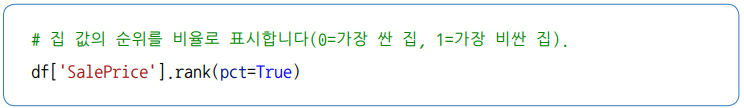 # 집 값의 순위를 비율로 표시합니다(0=가장 싼 집, 1=가장 비싼 집).
df['SalePrice'].rank(pct=True)